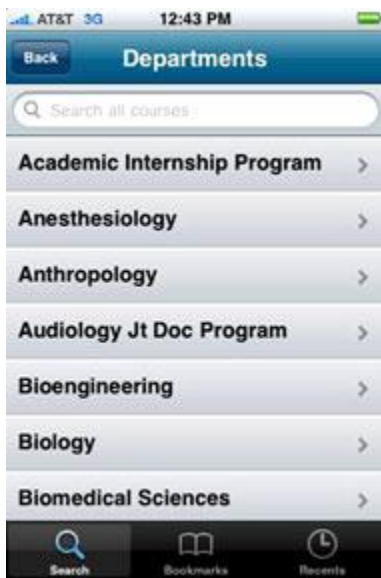 AT&T 3G 12:43 PM
Back Departments
Search all courses
Academic Internship Program
Anesthesiology
Anthropology
Audiology Jt Doc Program
Bioengineering
Biology
Biomedical Sciences
Search Bookmarks Recents